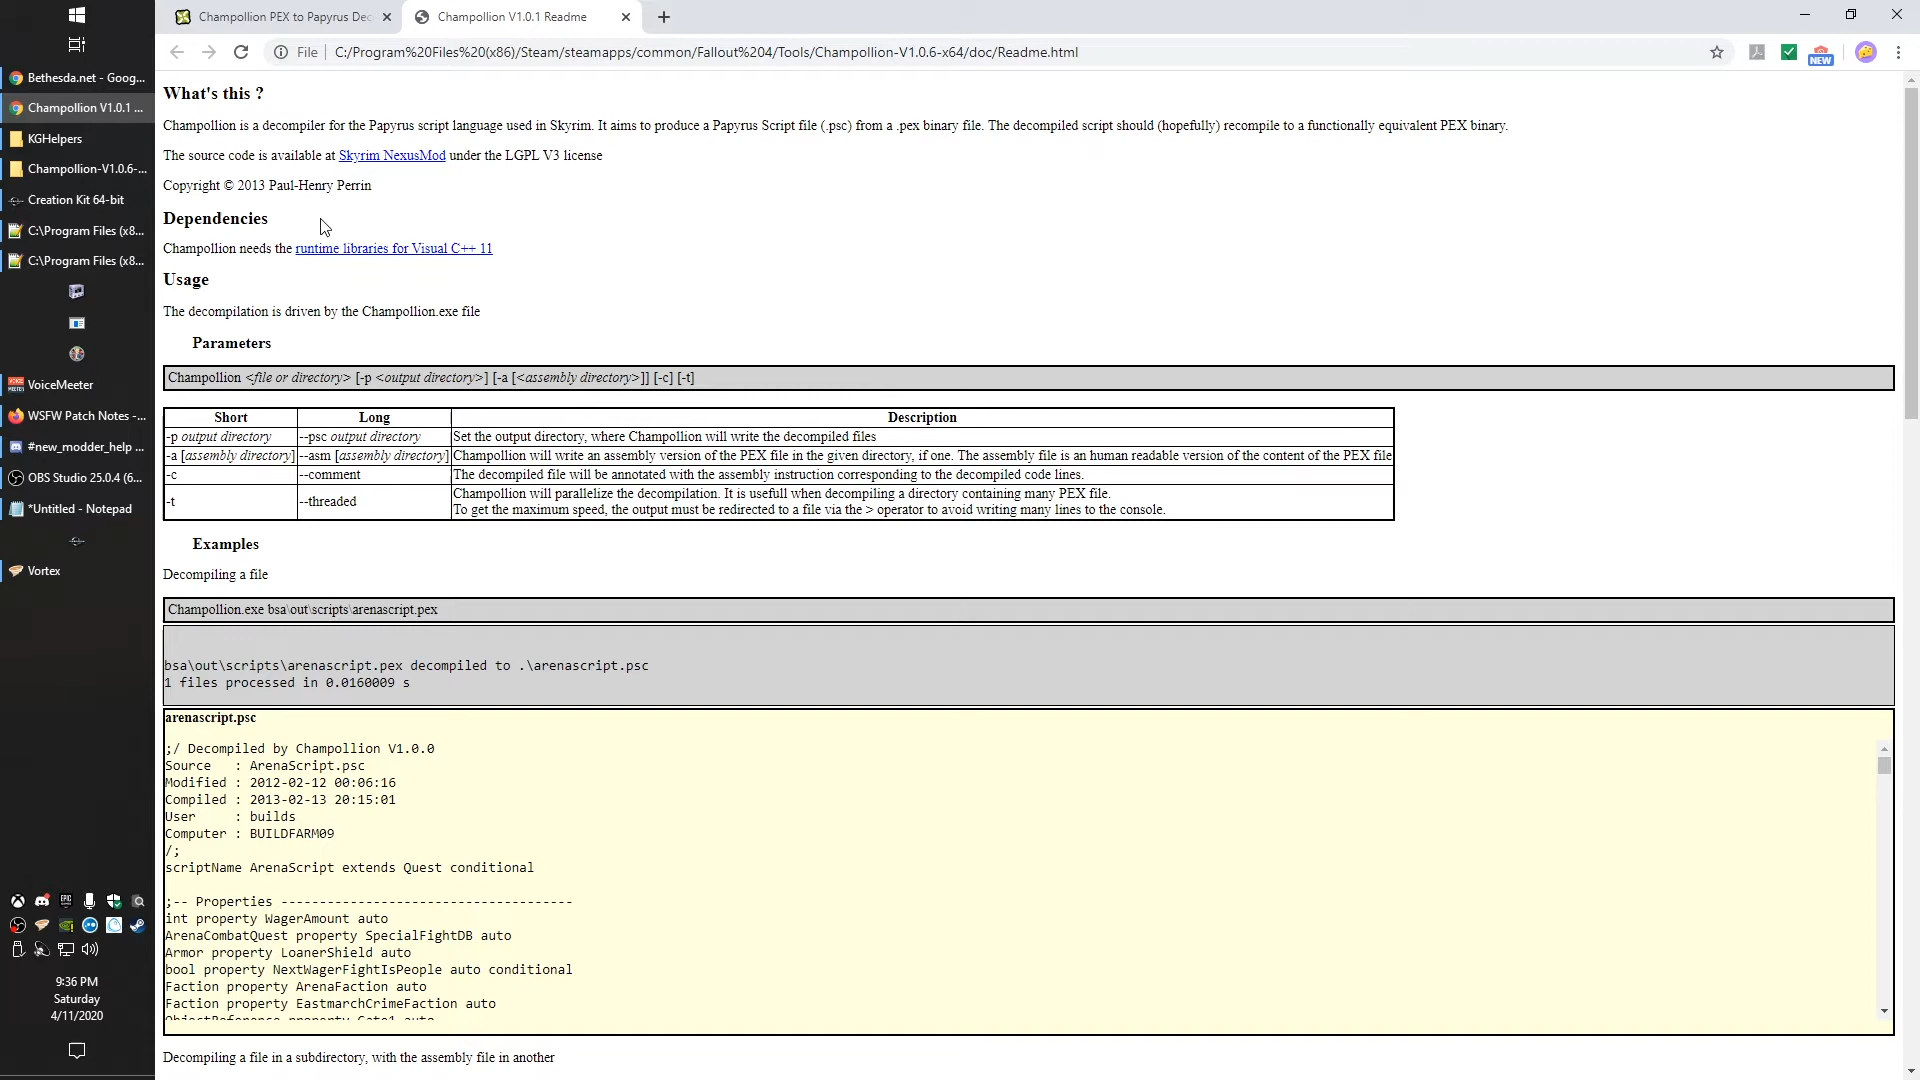 Champollion PEX to Papyrus Dec
Champollion V1.0.1 Readme
File
C:/Program%20Files%20(x86)/Steam/steamapps/common/Fallout%204/Tools/Champollion-V1.0.6-x64/doc/Readme.html
NEW
Bethesda.net - Goog...
Champollion V1.0.1 ...
KGHelpers
Champollion-V1.0.6-...
Creation Kit 64-bit
C:\Program Files (x8...
C:\Program Files (x8...
VoiceMeeter
WSFW Patch Notes -...
#new_modder_help ...
OBS Studio 25.0.4 (6...
*Untitled - Notepad
Vortex
9:36 PM
Saturday
4/11/2020
What's this ?
Champollion is a decompiler for the Papyrus script language used in Skyrim. It aims to produce a Papyrus Script file (.psc) from a .pex binary file. The decompiled script should (hopefully) recompile to a functionally equivalent PEX binary.
The source code is available at Skyrim NexusMod under the LGPL V3 license
Copyright © 2013 Paul-Henry Perrin
Dependencies
Champollion needs the runtime libraries for Visual C++ 11
Usage
The decompilation is driven by the Champollion.exe file
Parameters
Champollion <file or directory> [-p <output directory>] [-a [<assembly directory>]] [-c] [-t]
Short Long Description
-p output directory --psc output directory Set the output directory, where Champollion will write the decompiled files
-a [assembly directory] --asm [assembly directory] Champollion will write an assembly version of the PEX file in the given directory, if one. The assembly file is an human readable version of the content of the PEX file
-c --comment The decompiled file will be annotated with the assembly instruction corresponding to the decompiled code lines.
-t --threaded Champollion will parallelize the decompilation. It is usefull when decompiling a directory containing many PEX file.
To get the maximum speed, the output must be redirected to a file via the > operator to avoid writing many lines to the console.
Examples
Decompiling a file
Champollion.exe bsa\out\scripts\arenascript.pex
bsa\out\scripts\arenascript.pex decompiled to .\arenascript.psc
1 files processed in 0.0160009 s
arenascript.psc
;/ Decompiled by Champollion V1.0.0
Source : ArenaScript.psc
Modified : 2012-02-12 00:06:16
Compiled : 2013-02-13 20:15:01
User : builds
Computer : BUILDFARM09
/;
scriptName ArenaScript extends Quest conditional
;-- Properties --------------------------------------
int property WagerAmount auto
ArenaCombatQuest property SpecialFightDB auto
Armor property LoanerShield auto
bool property NextWagerFightIsPeople auto conditional
Faction property ArenaFaction auto
Faction property EastmarchCrimeFaction auto
ObjectReference property Gate1 auto
Decompiling a file in a subdirectory, with the assembly file in another